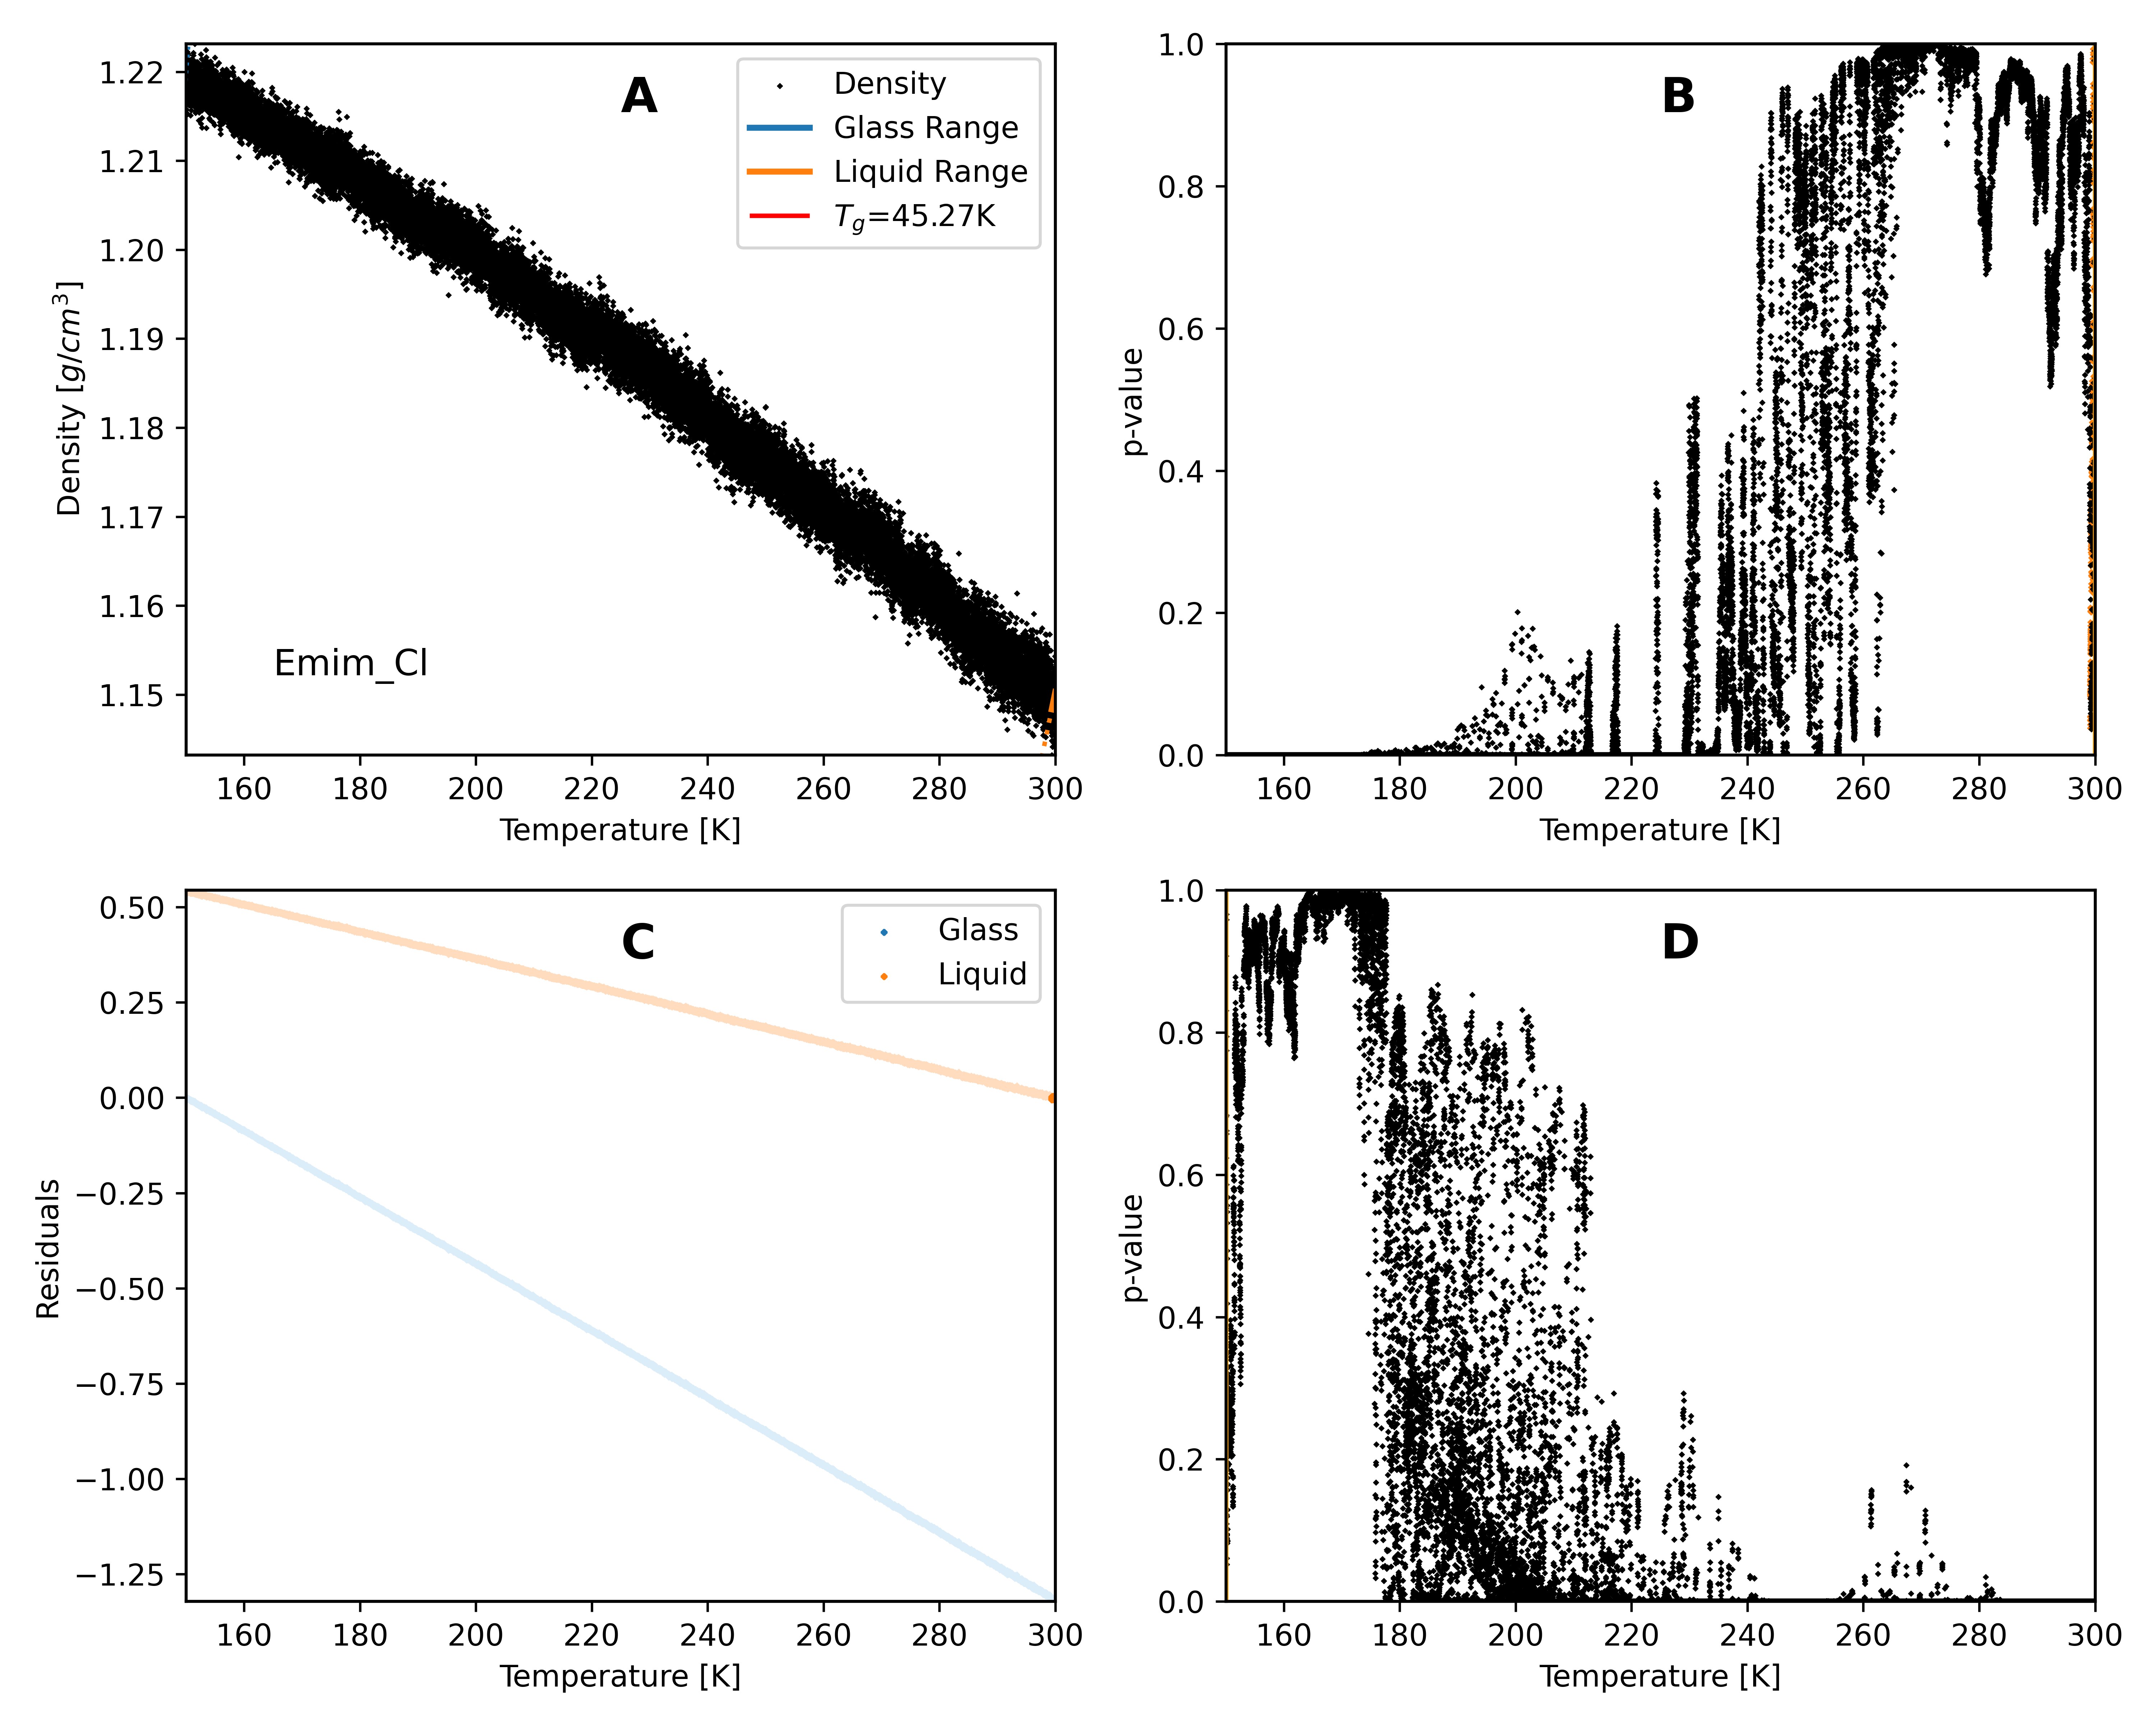 A
Density
Glass Range
Liquid Range
T_g=45.27K
Emim_Cl
1.22
1.21
1.20
1.19
1.18
1.17
1.16
1.15
Density [g/cm^3]
160 180 200 220 240 260 280 300
Temperature [K]
B
1.0
0.8
0.6
0.4
0.2
0.0
p-value
160 180 200 220 240 260 280 300
Temperature [K]
C
Glass
Liquid
0.50
0.25
0.00
−0.25
−0.50
−0.75
−1.00
−1.25
Residuals
160 180 200 220 240 260 280 300
Temperature [K]
D
1.0
0.8
0.6
0.4
0.2
0.0
p-value
160 180 200 220 240 260 280 300
Temperature [K]